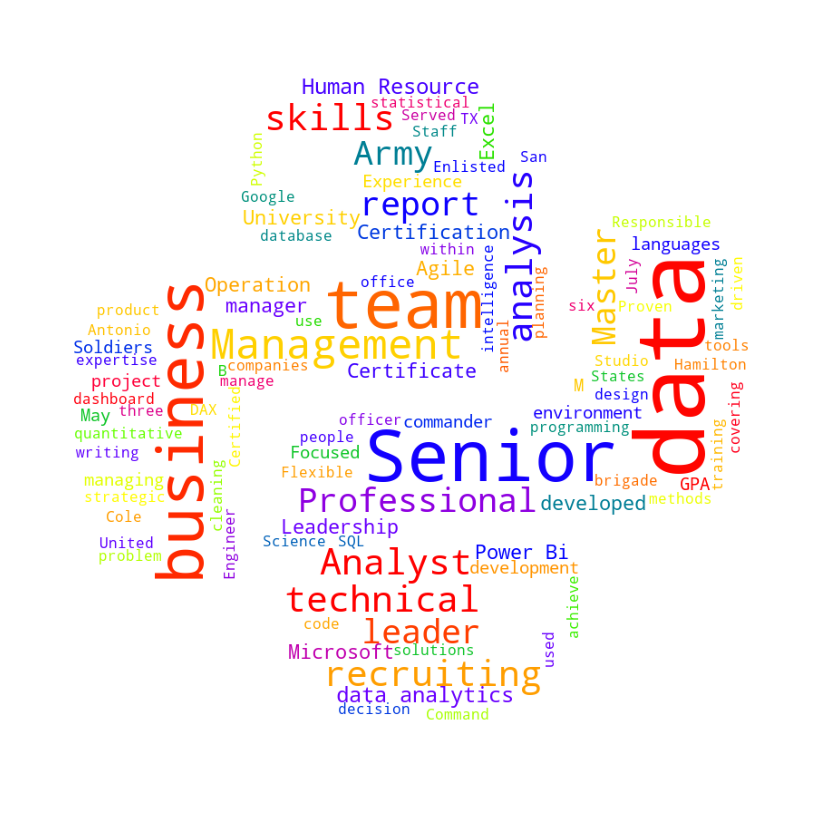 Human Resource
statistical
skills
Served
TX
Excel
Staff
Army
Python
Enlisted
San
Experience
Google
report
analysis
University
Certification
database
within
Responsible
languages
Master
Agile
intelligence
office
Operation
team
planning
July
data
marketing
driven
manager
six
Proven
product
business
use
annual
Antonio
Management
Soldiers
tools
expertise
B
companies
Certificate
Studio
Hamilton
States
project
manage
M
design
dashboard
May
three
DAX
Certified
officer
commander
environment
covering
quantitative
people
programming
writing
Focused
Senior
training
managing
Flexible
brigade
GPA
strategic
cleaning
Professional
developed
methods
Cole
Engineer
Leadership
United
Science
SQL
problem
Analyst
Power Bi
development
technical
achieve
code
leader
Microsoft
solutions
used
recruiting
data analytics
decision
Command